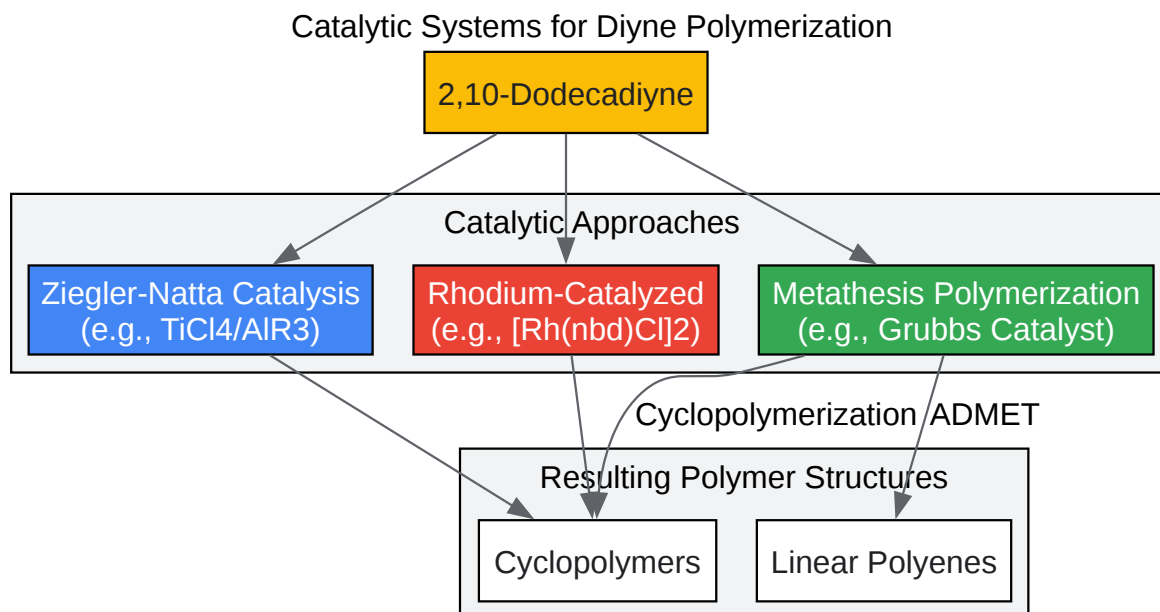 Catalytic Systems for Diyne Polymerization
2,10-Dodecadiyne
Catalytic Approaches
Ziegler-Natta Catalysis
(e.g., TiCl4/AlR3)
Rhodium-Catalyzed
(e.g., [Rh(nbd)Cl]2)
Metathesis Polymerization
(e.g., Grubbs Catalyst)
Cyclopolymerization
ADMET
Resulting Polymer Structures
Cyclopolymers
Linear Polyenes